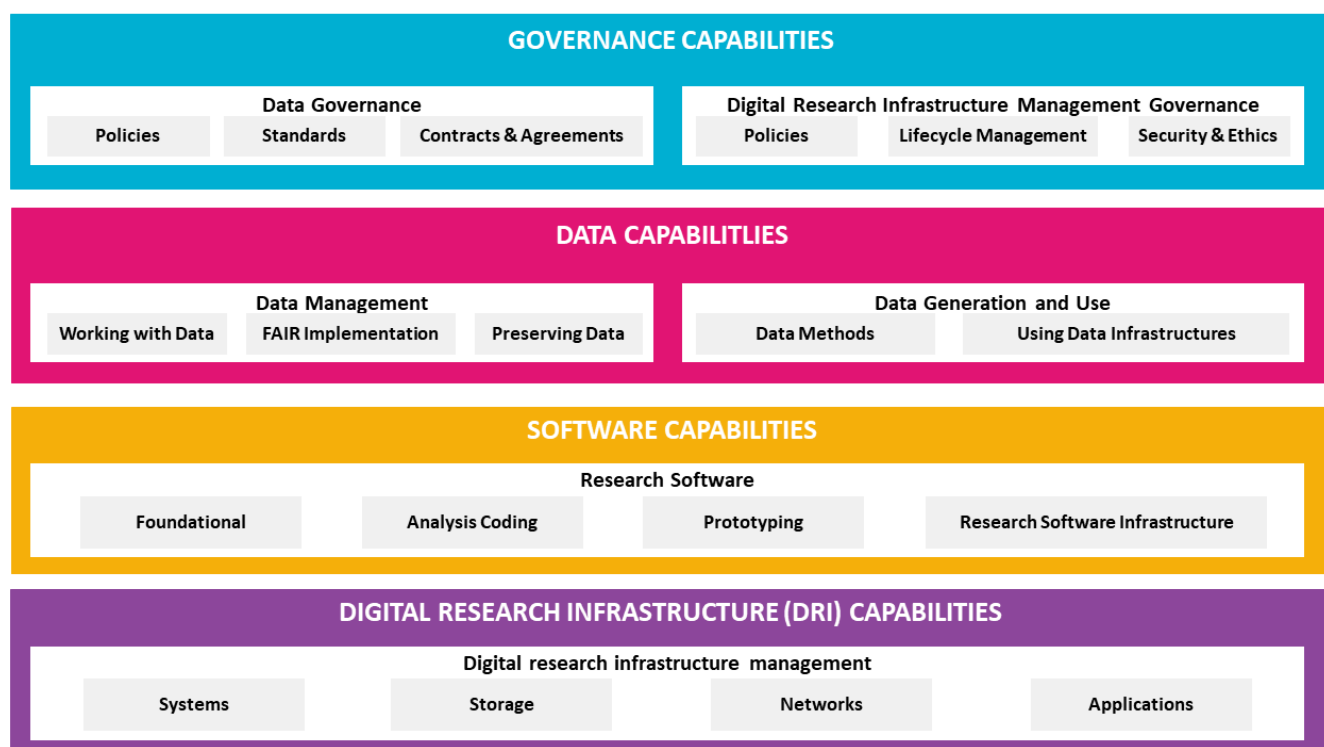 GOVERNANCE CAPABILITIES
Data Governance
Policies
Standards
Contracts & Agreements
Digital Research Infrastructure Management Governance
Policies
Lifecycle Management
Security & Ethics
DATA CAPABILITLIES
Data Management
Working with Data
FAIR Implementation
Preserving Data
Data Generation and Use
Data Methods
Using Data Infrastructures
SOFTWARE CAPABILITIES
Research Software
Foundational
Analysis Coding
Prototyping
Research Software Infrastructure
DIGITAL RESEARCH INFRASTRUCTURE (DRI) CAPABILITIES
Digital research infrastructure management
Systems
Storage
Networks
Applications